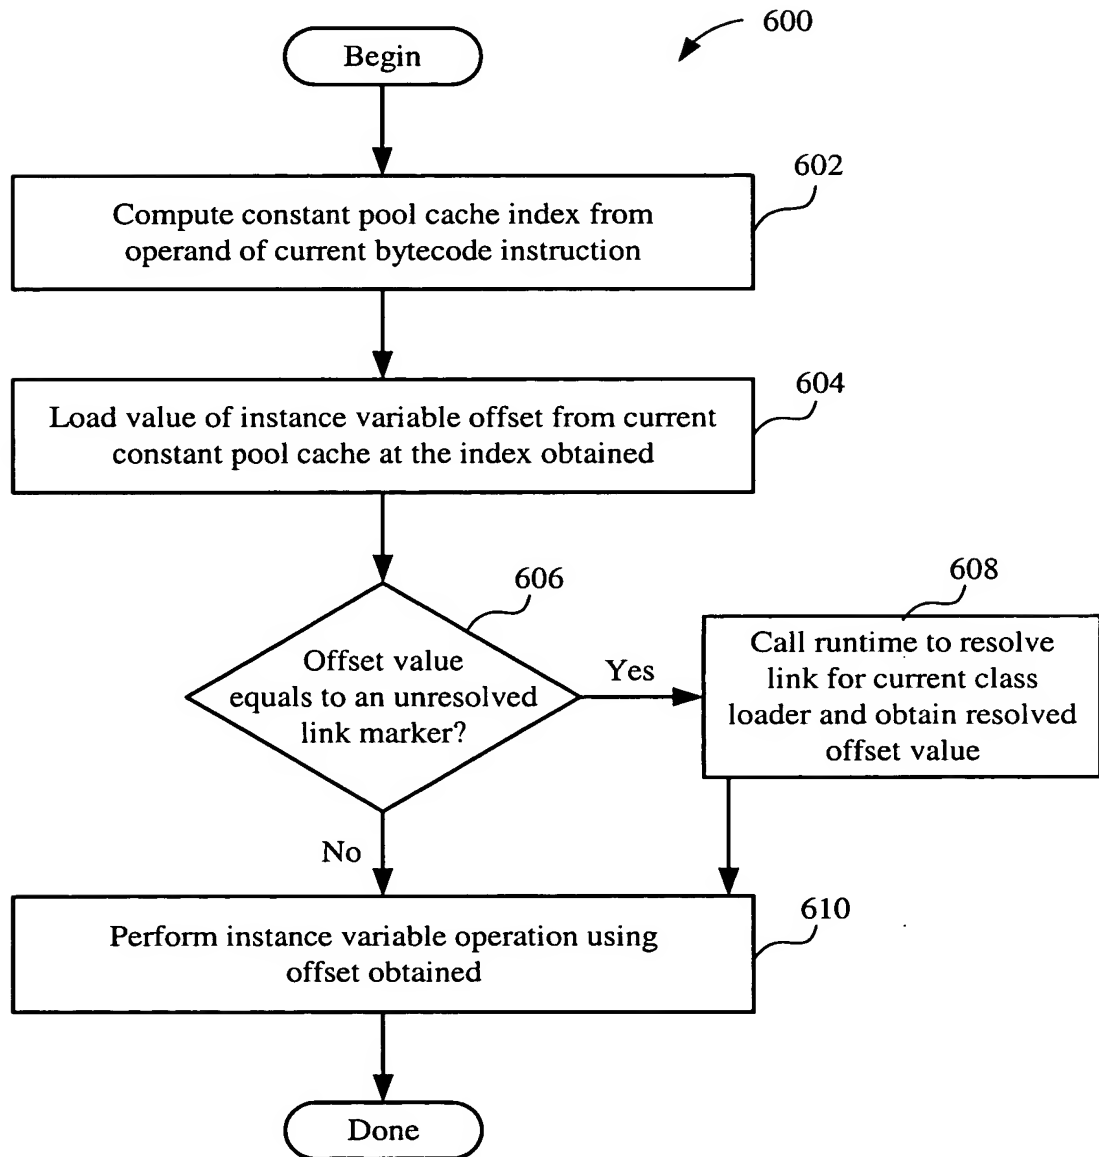 600
Begin
602
Compute constant pool cache index from
operand of current bytecode instruction
604
Load value of instance variable offset from current
constant pool cache at the index obtained
606
Offset value
equals to an unresolved
link marker?
Yes
608
Call runtime to resolve
link for current class
loader and obtain resolved
offset value
No
610
Perform instance variable operation using
offset obtained
Done